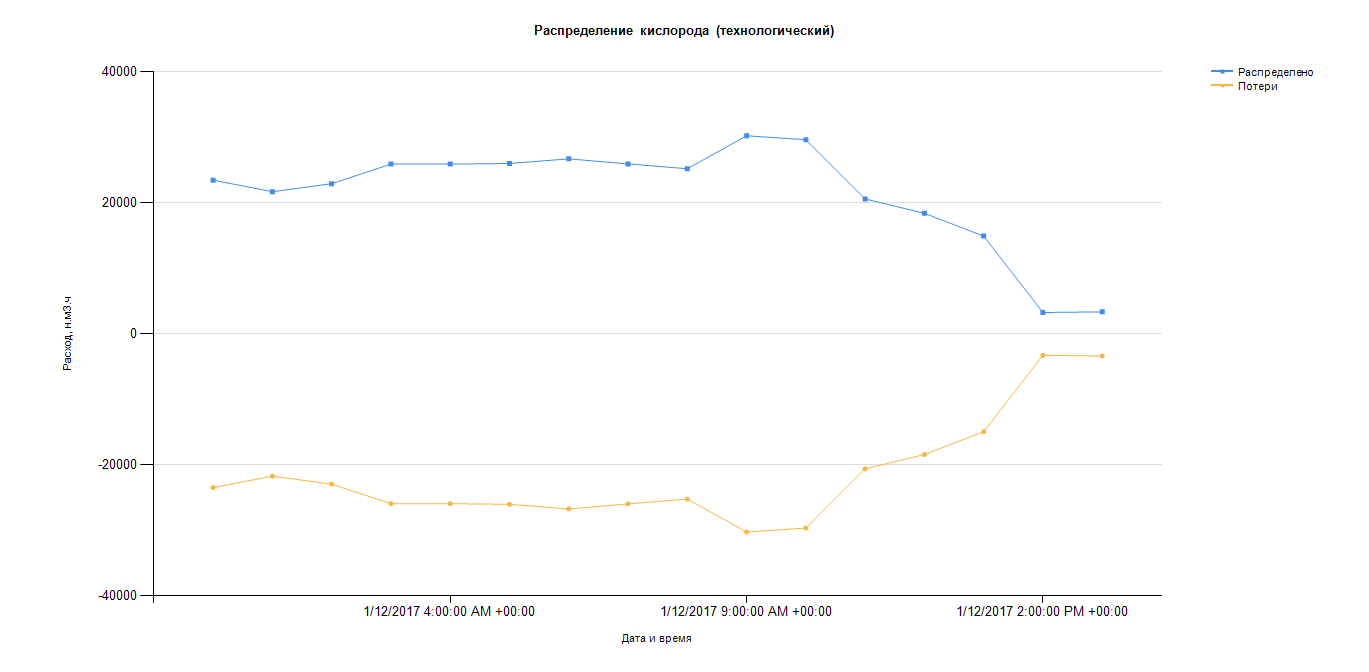 Распределение кислорода (технологический)
Распределено
Потери
40000
20000
0
-20000
-40000
Расход, н.м3.ч
1/12/2017 4:00:00 AM +00:00
1/12/2017 9:00:00 AM +00:00
1/12/2017 2:00:00 PM +00:00
Дата и время